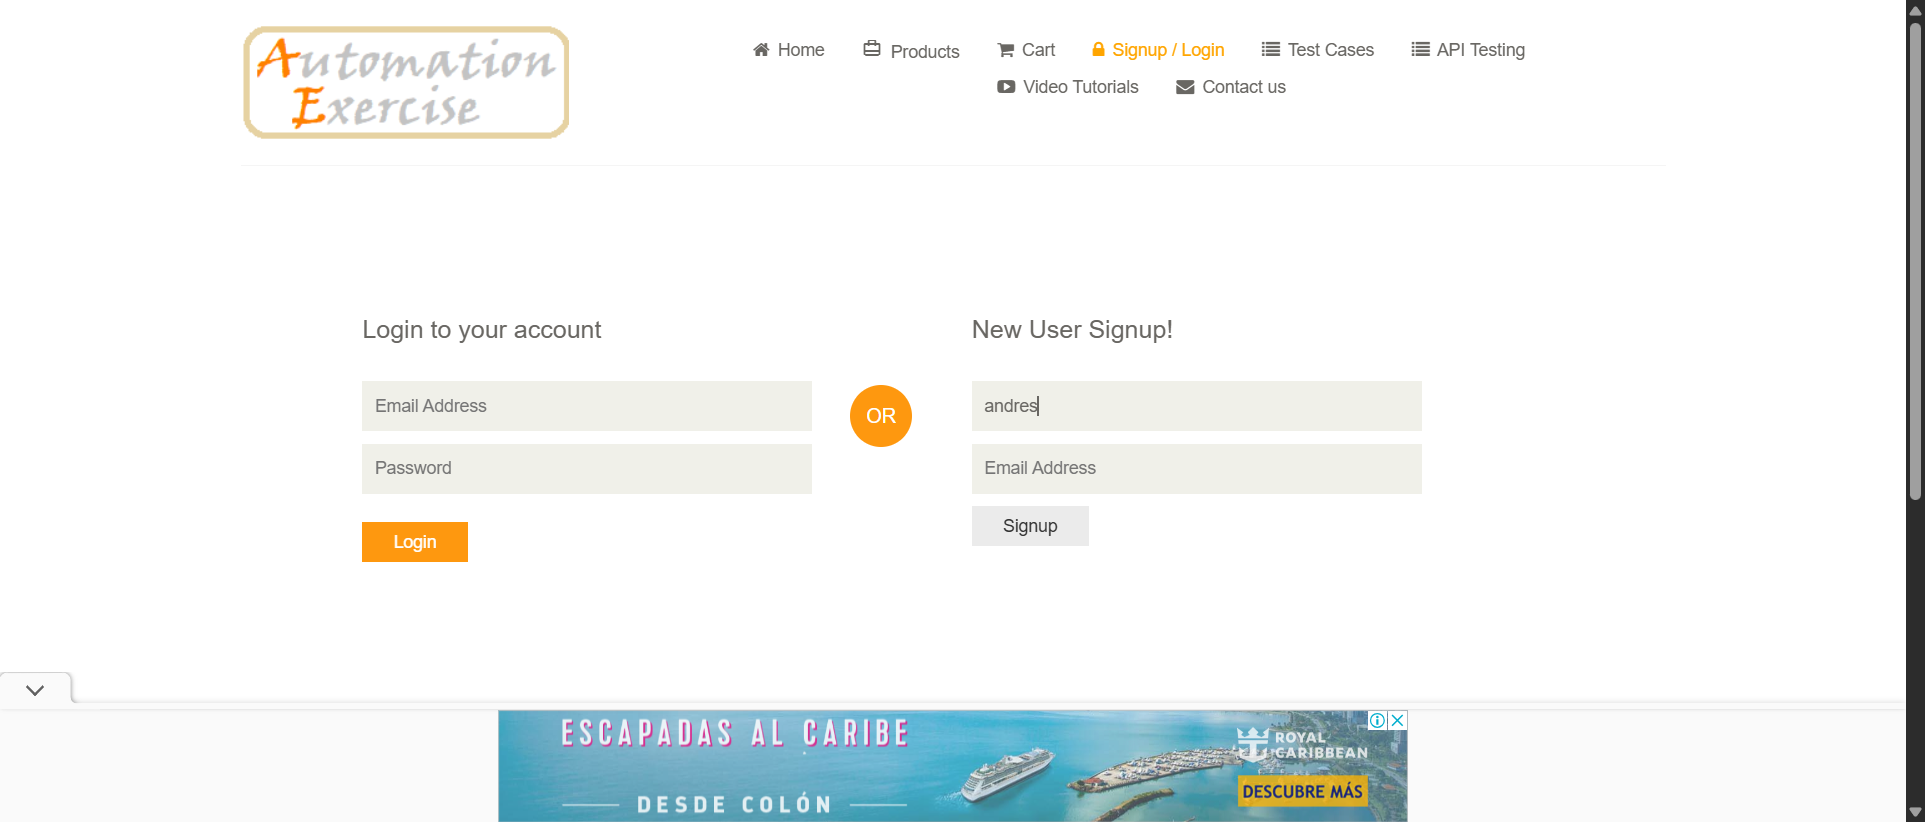 Automation
Exercise
Home
Products
Cart
Signup / Login
Test Cases
API Testing
Video Tutorials
Contact us
Login to your account
New User Signup!
Email Address
OR
andres
Password
Email Address
Login
Signup
ESCAPADAS AL CARIBE
DESDE COLÓN
ROYAL
CARIBBEAN
DESCUBRE MÁS